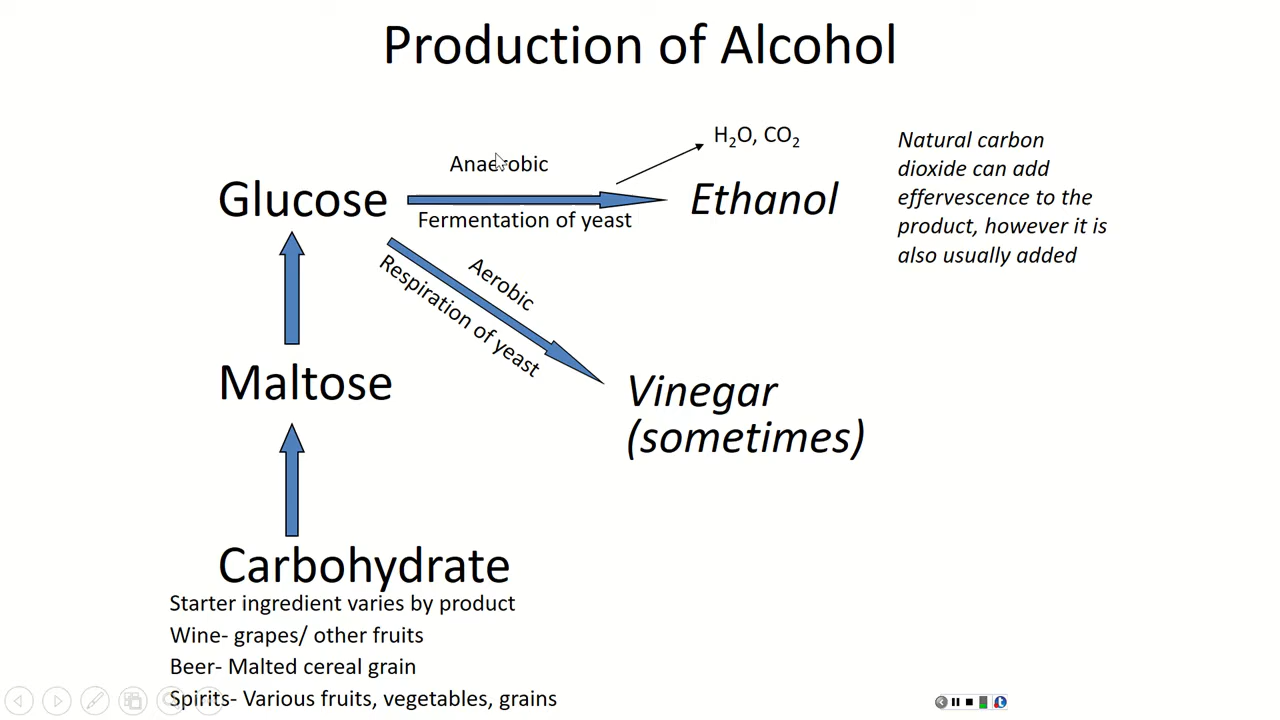 Production of Alcohol
H₂O, CO₂
Anaerobic
Glucose
Fermentation of yeast
Ethanol
Natural carbon
dioxide can add
effervescence to the
product, however it is
also usually added
Aerobic
Respiration of yeast
Maltose
Vinegar
(sometimes)
Carbohydrate
Starter ingredient varies by product
Wine- grapes/ other fruits
Beer- Malted cereal grain
Spirits- Various fruits, vegetables, grains